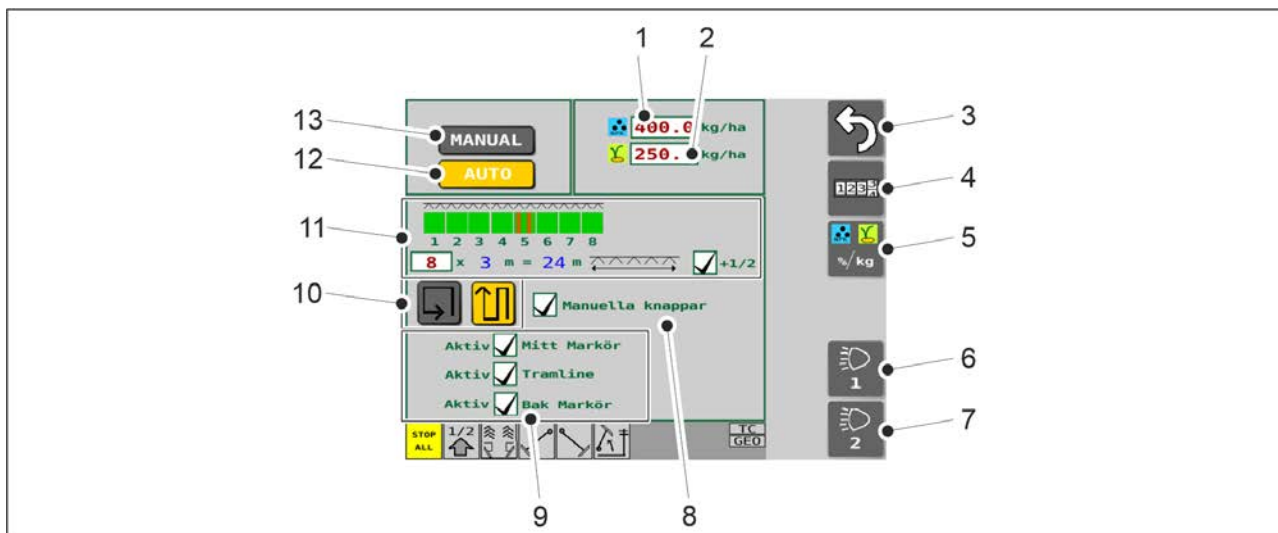 1 2
13 MANUAL 400.0 kg/ha 3
12 AUTO 250. kg/ha
1234 4
11 1 2 3 4 5 6 7 8 %/kg 5
8 x 3 m = 24 m +1/2
10 Manuella knappar
Aktiv Mitt Markör 1 6
Aktiv Tramline
Aktiv Bak Markör 2 7
STOP ALL 1/2 TC GEO
9 8